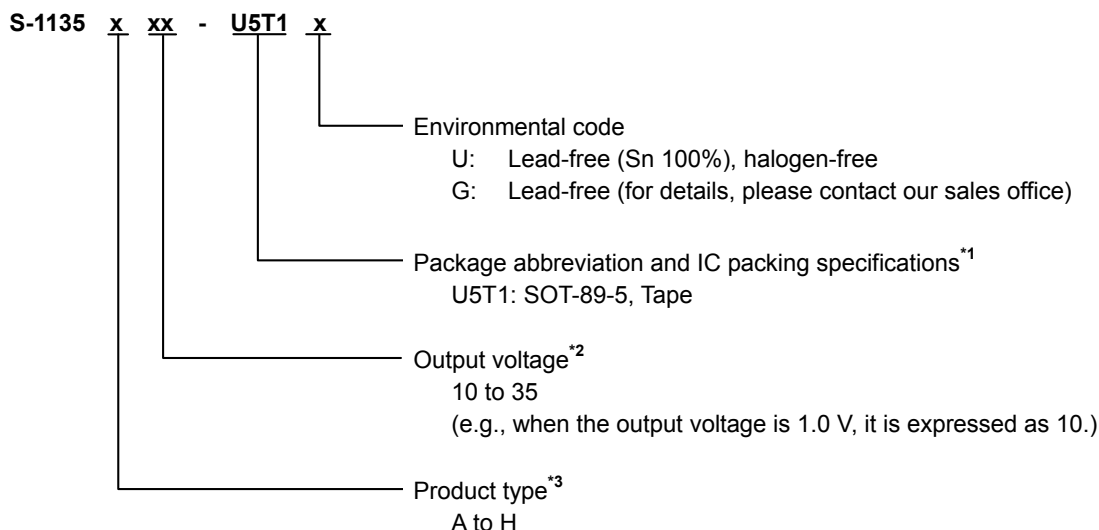 S-1135 x xx - U5T1 x
Environmental code
U: Lead-free (Sn 100%), halogen-free
G: Lead-free (for details, please contact our sales office)
Package abbreviation and IC packing specifications*1
U5T1: SOT-89-5, Tape
Output voltage*2
10 to 35
(e.g., when the output voltage is 1.0 V, it is expressed as 10.)
Product type*3
A to H